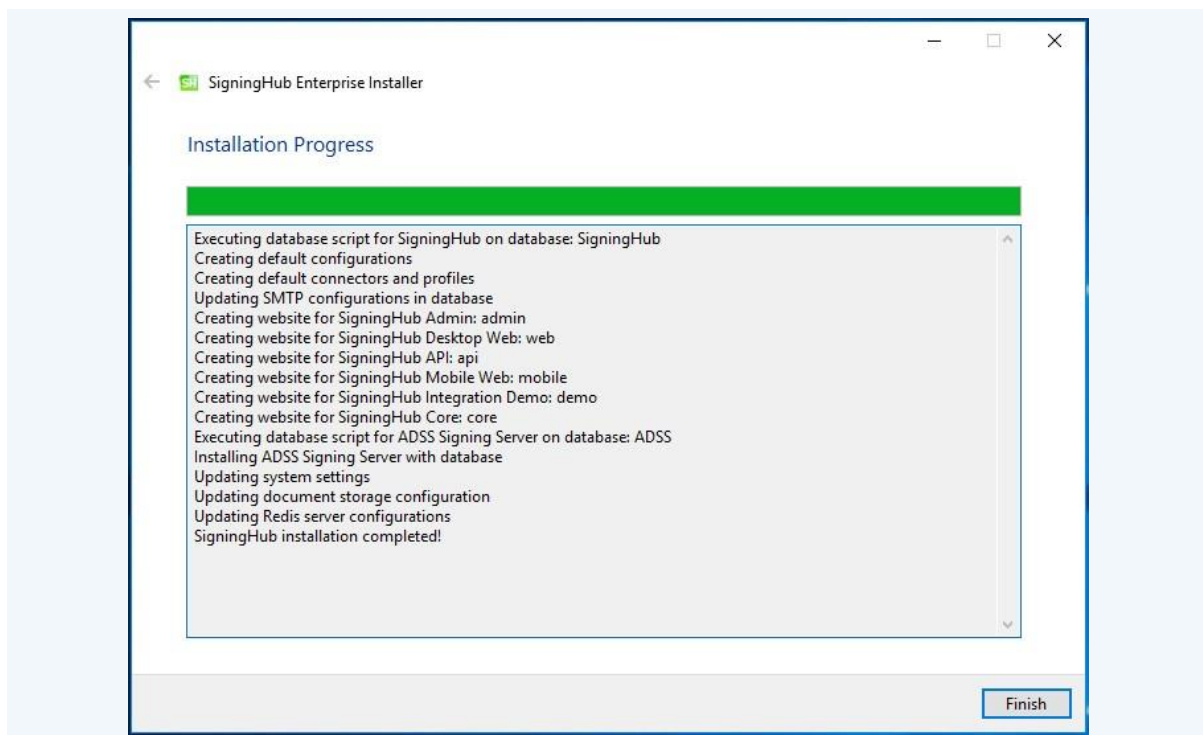 SH SigningHub Enterprise Installer
Installation Progress
Executing database script for SigningHub on database: SigningHub
Creating default configurations
Creating default connectors and profiles
Updating SMTP configurations in database
Creating website for SigningHub Admin: admin
Creating website for SigningHub Desktop Web: web
Creating website for SigningHub API: api
Creating website for SigningHub Mobile Web: mobile
Creating website for SigningHub Integration Demo: demo
Creating website for SigningHub Core: core
Executing database script for ADSS Signing Server on database: ADSS
Installing ADSS Signing Server with database
Updating system settings
Updating document storage configuration
Updating Redis server configurations
SigningHub installation completed!
Finish